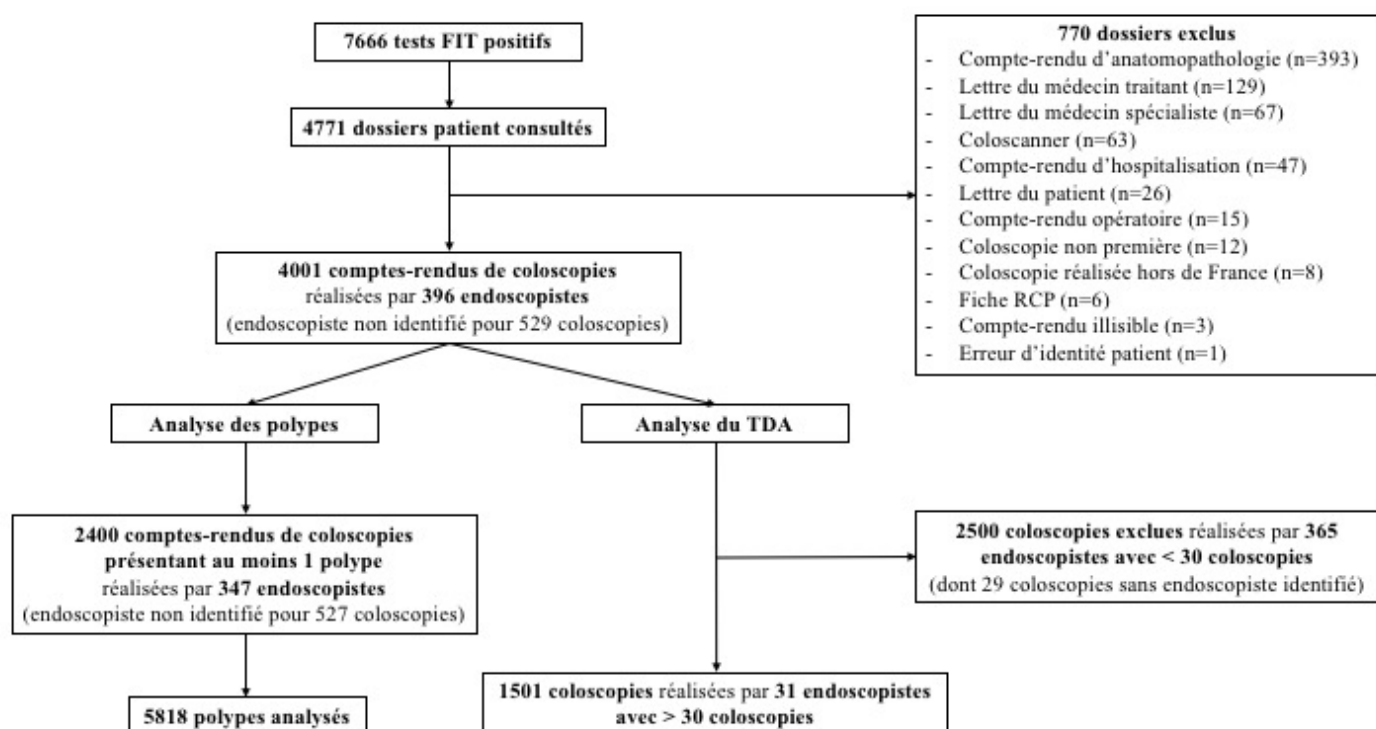 7666 tests FIT positifs
4771 dossiers patient consultés
770 dossiers exclus
- Compte-rendu d'anatomopathologie (n=393)
- Lettre du médecin traitant (n=129)
- Lettre du médecin spécialiste (n=67)
- Coloscanner (n=63)
- Compte-rendu d'hospitalisation (n=47)
- Lettre du patient (n=26)
- Compte-rendu opératoire (n=15)
- Coloscopie non première (n=12)
- Coloscopie réalisée hors de France (n=8)
- Fiche RCP (n=6)
- Compte-rendu illisible (n=3)
- Erreur d'identité patient (n=1)
4001 comptes-rendus de coloscopies
réalisées par 396 endoscopistes
(endoscopiste non identifié pour 529 coloscopies)
Analyse des polypes
Analyse du TDA
2400 comptes-rendus de coloscopies
présentant au moins 1 polype
réalisées par 347 endoscopistes
(endoscopiste non identifié pour 527 coloscopies)
2500 coloscopies exclues réalisées par 365
endoscopistes avec < 30 coloscopies
(dont 29 coloscopies sans endoscopiste identifié)
5818 polypes analysés
1501 coloscopies réalisées par 31 endoscopistes
avec > 30 coloscopies